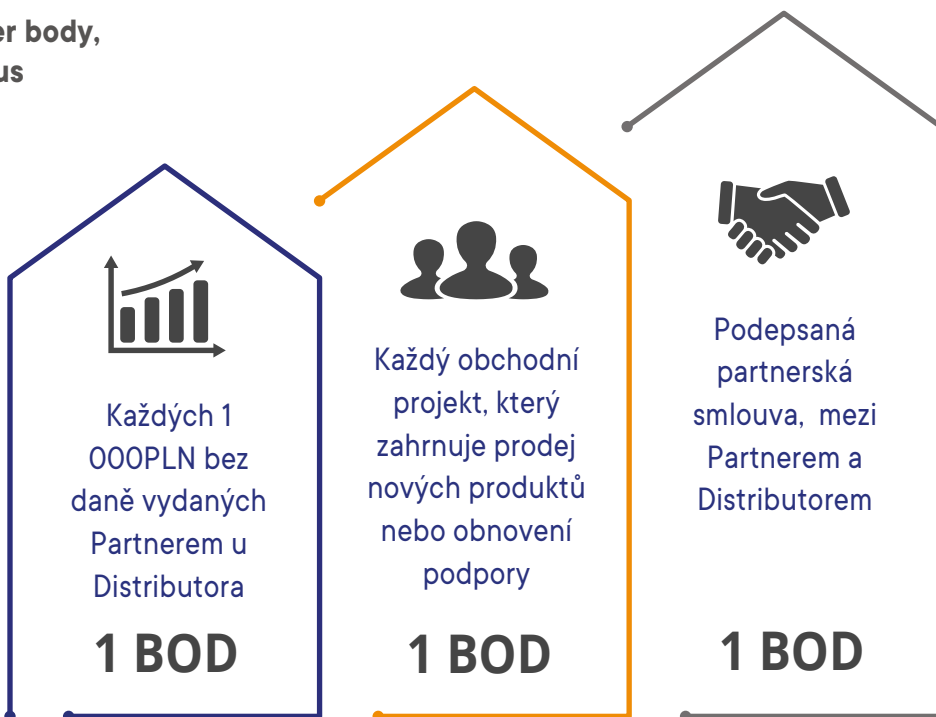 er body,
us
Každých 1
000PLN bez
daně vydaných
Partnerem u
Distributora
1 BOD
Každý obchodní
projekt, který
zahrnuje prodej
nových produktů
nebo obnovení
podpory
1 BOD
Podepsaná
partnerská
smlouva, mezi
Partnerem a
Distributorem
1 BOD